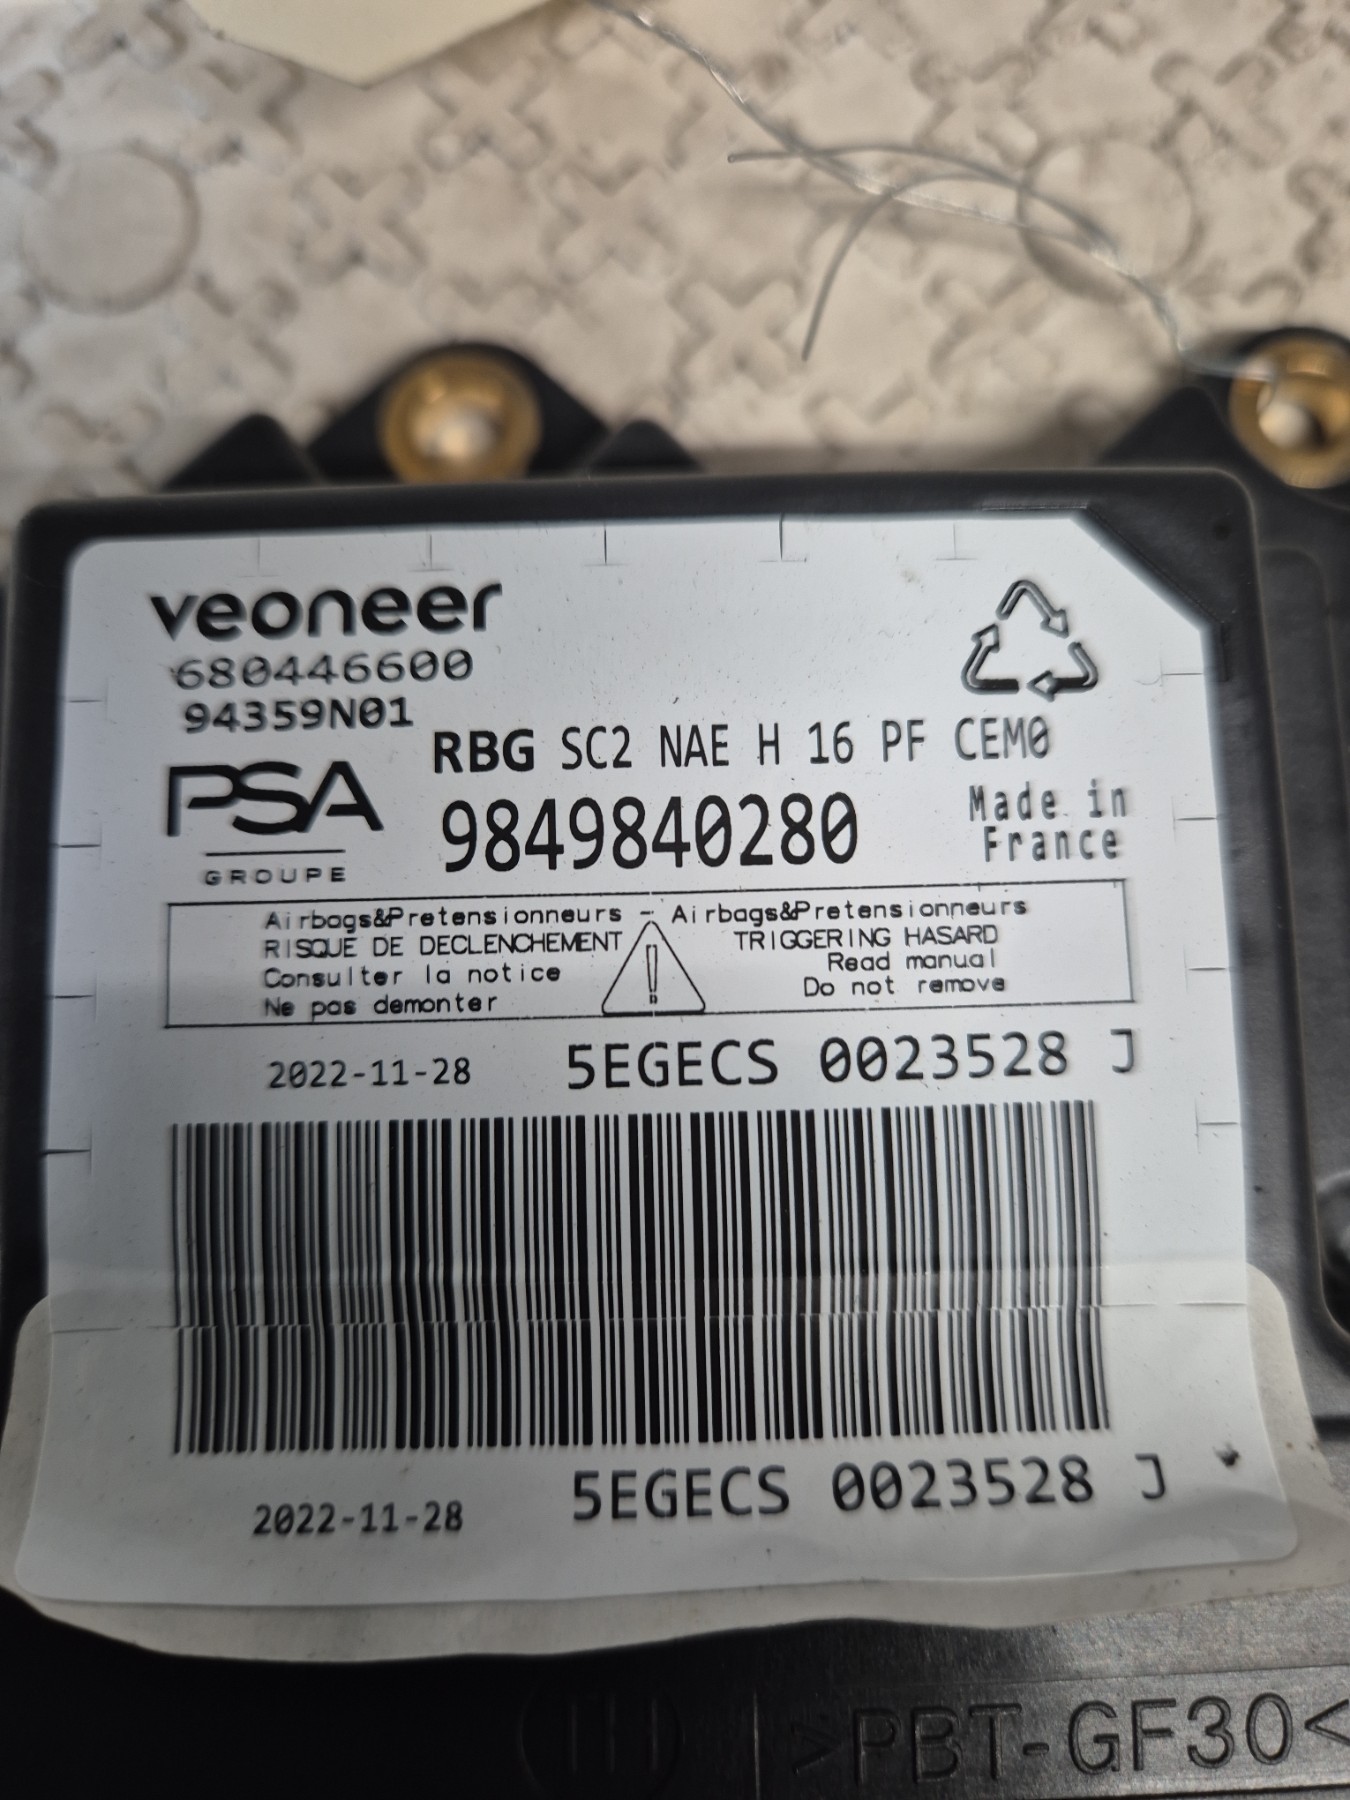 veoneer
680446600
94359N01
RBG SC2 NAE H 16 PF CEM0
PSA
GROUPE
9849840280
Made in
France
Airbags&Pretensionneurs - Airbags&Pretensionneurs
RISQUE DE DECLENCHEMENT
Consulter la notice
Ne pas demonter
!
TRIGGERING HASARD
Read manual
Do not remove
2022-11-28 5EGECS 0023528 J
2022-11-28 5EGECS 0023528 J
>PBT-GF30<